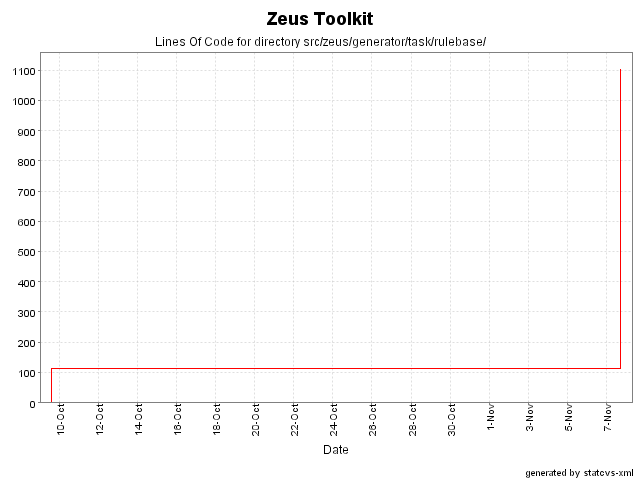 Zeus Toolkit
Lines Of Code for directory src/zeus/generator/task/rulebase/
1100
1000
900
800
700
600
500
400
300
200
100
0
10-Oct
12-Oct
14-Oct
16-Oct
18-Oct
20-Oct
22-Oct
24-Oct
26-Oct
28-Oct
30-Oct
1-Nov
3-Nov
5-Nov
7-Nov
Date
generated by statcvs-xml